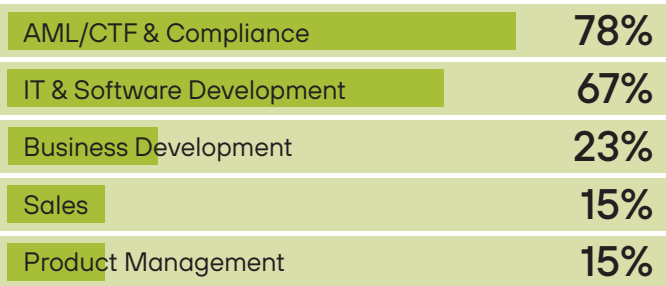 AML/CTF & Compliance 78%
IT & Software Development 67%
Business Development 23%
Sales 15%
Product Management 15%